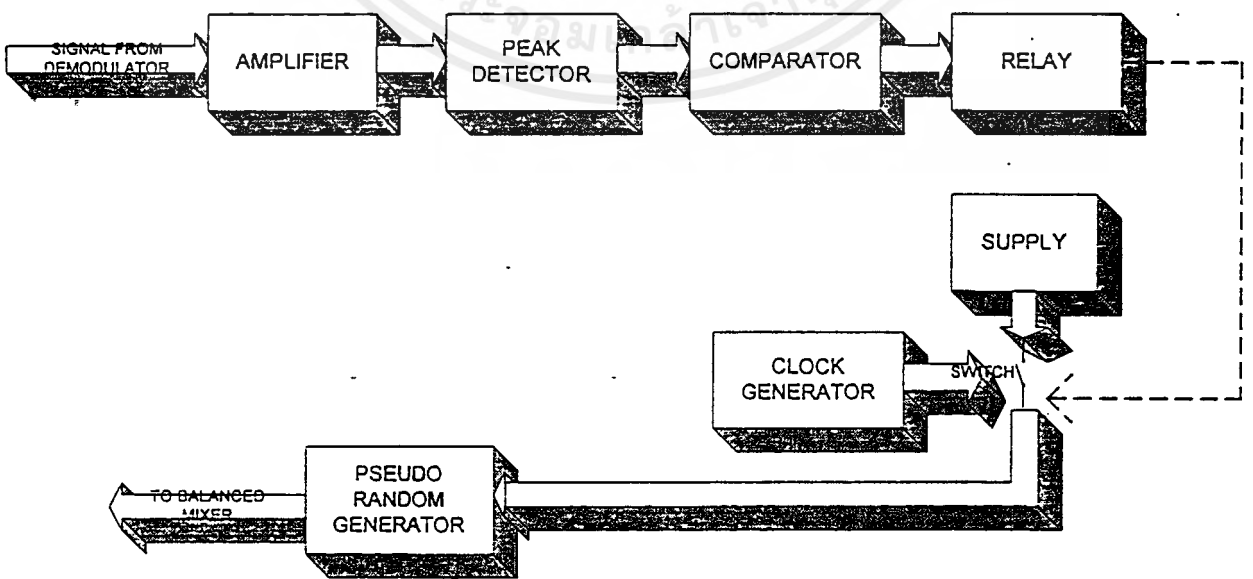 SIGNAL FROM
DEMODULATOR
AMPLIFIER
PEAK
DETECTOR
COMPARATOR
RELAY
SUPPLY
CLOCK
GENERATOR
SWITCH
PSEUDO
RANDOM
GENERATOR
TO BALANCED
MIXER